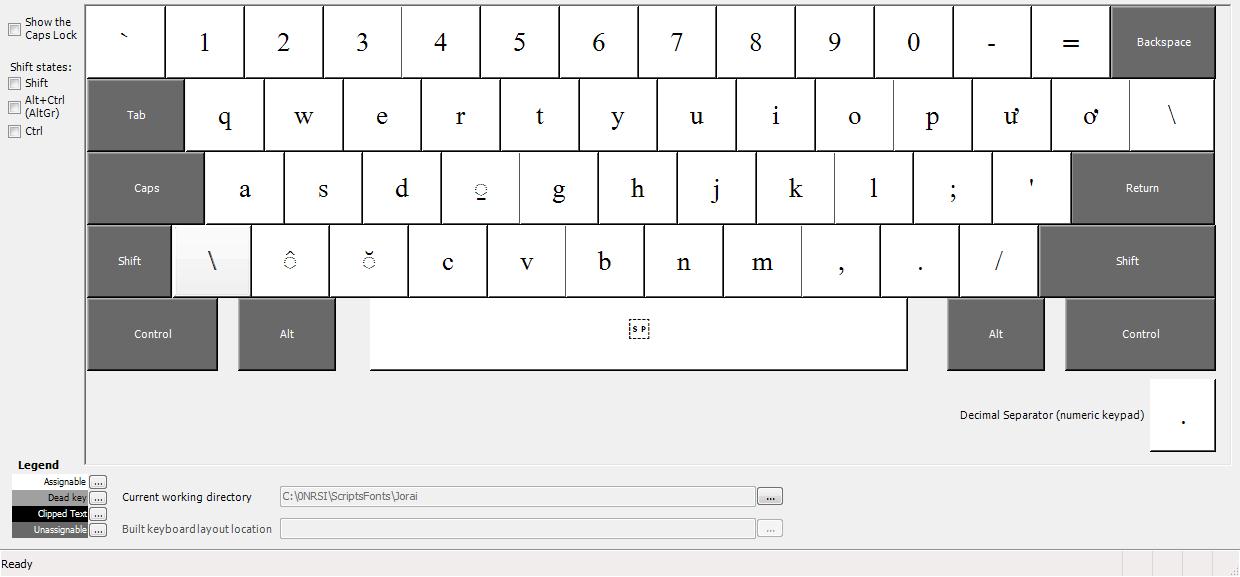 Show the
Caps Lock
Shift states:
Shift
Alt+Ctrl
(AltGr)
Ctrl
` 1 2 3 4 5 6 7 8 9 0 - = Backspace
Tab q w e r t y u i o p ư ơ \
Caps a s d ◌̱ g h j k l ; ' Return
Shift \ ◌̂ ◌̆ c v b n m , . / Shift
Control Alt SP Alt Control
Decimal Separator (numeric keypad) .
Legend
Assignable ...
Dead key ...
Clipped Text ...
Unassignable ...
Current working directory C:\0NRSI\ScriptsFonts\Jorai ...
Built keyboard layout location ...
Ready